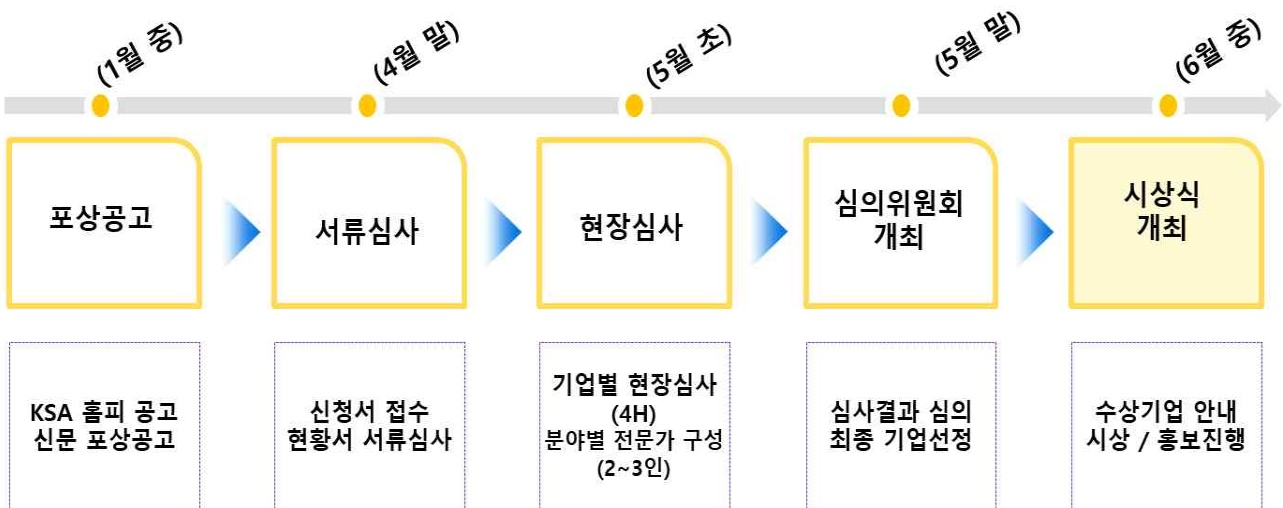 (1월 중)
(4월 말)
(5월 초)
(5월 말)
(6월 중)
포상공고
서류심사
현장심사
심의위원회
개최
시상식
개최
KSA 홈피 공고
신문 포상공고
신청서 접수
현황서 서류심사
기업별 현장심사
(4H)
분야별 전문가 구성
(2~3인)
심사결과 심의
최종 기업선정
수상기업 안내
시상 / 홍보진행